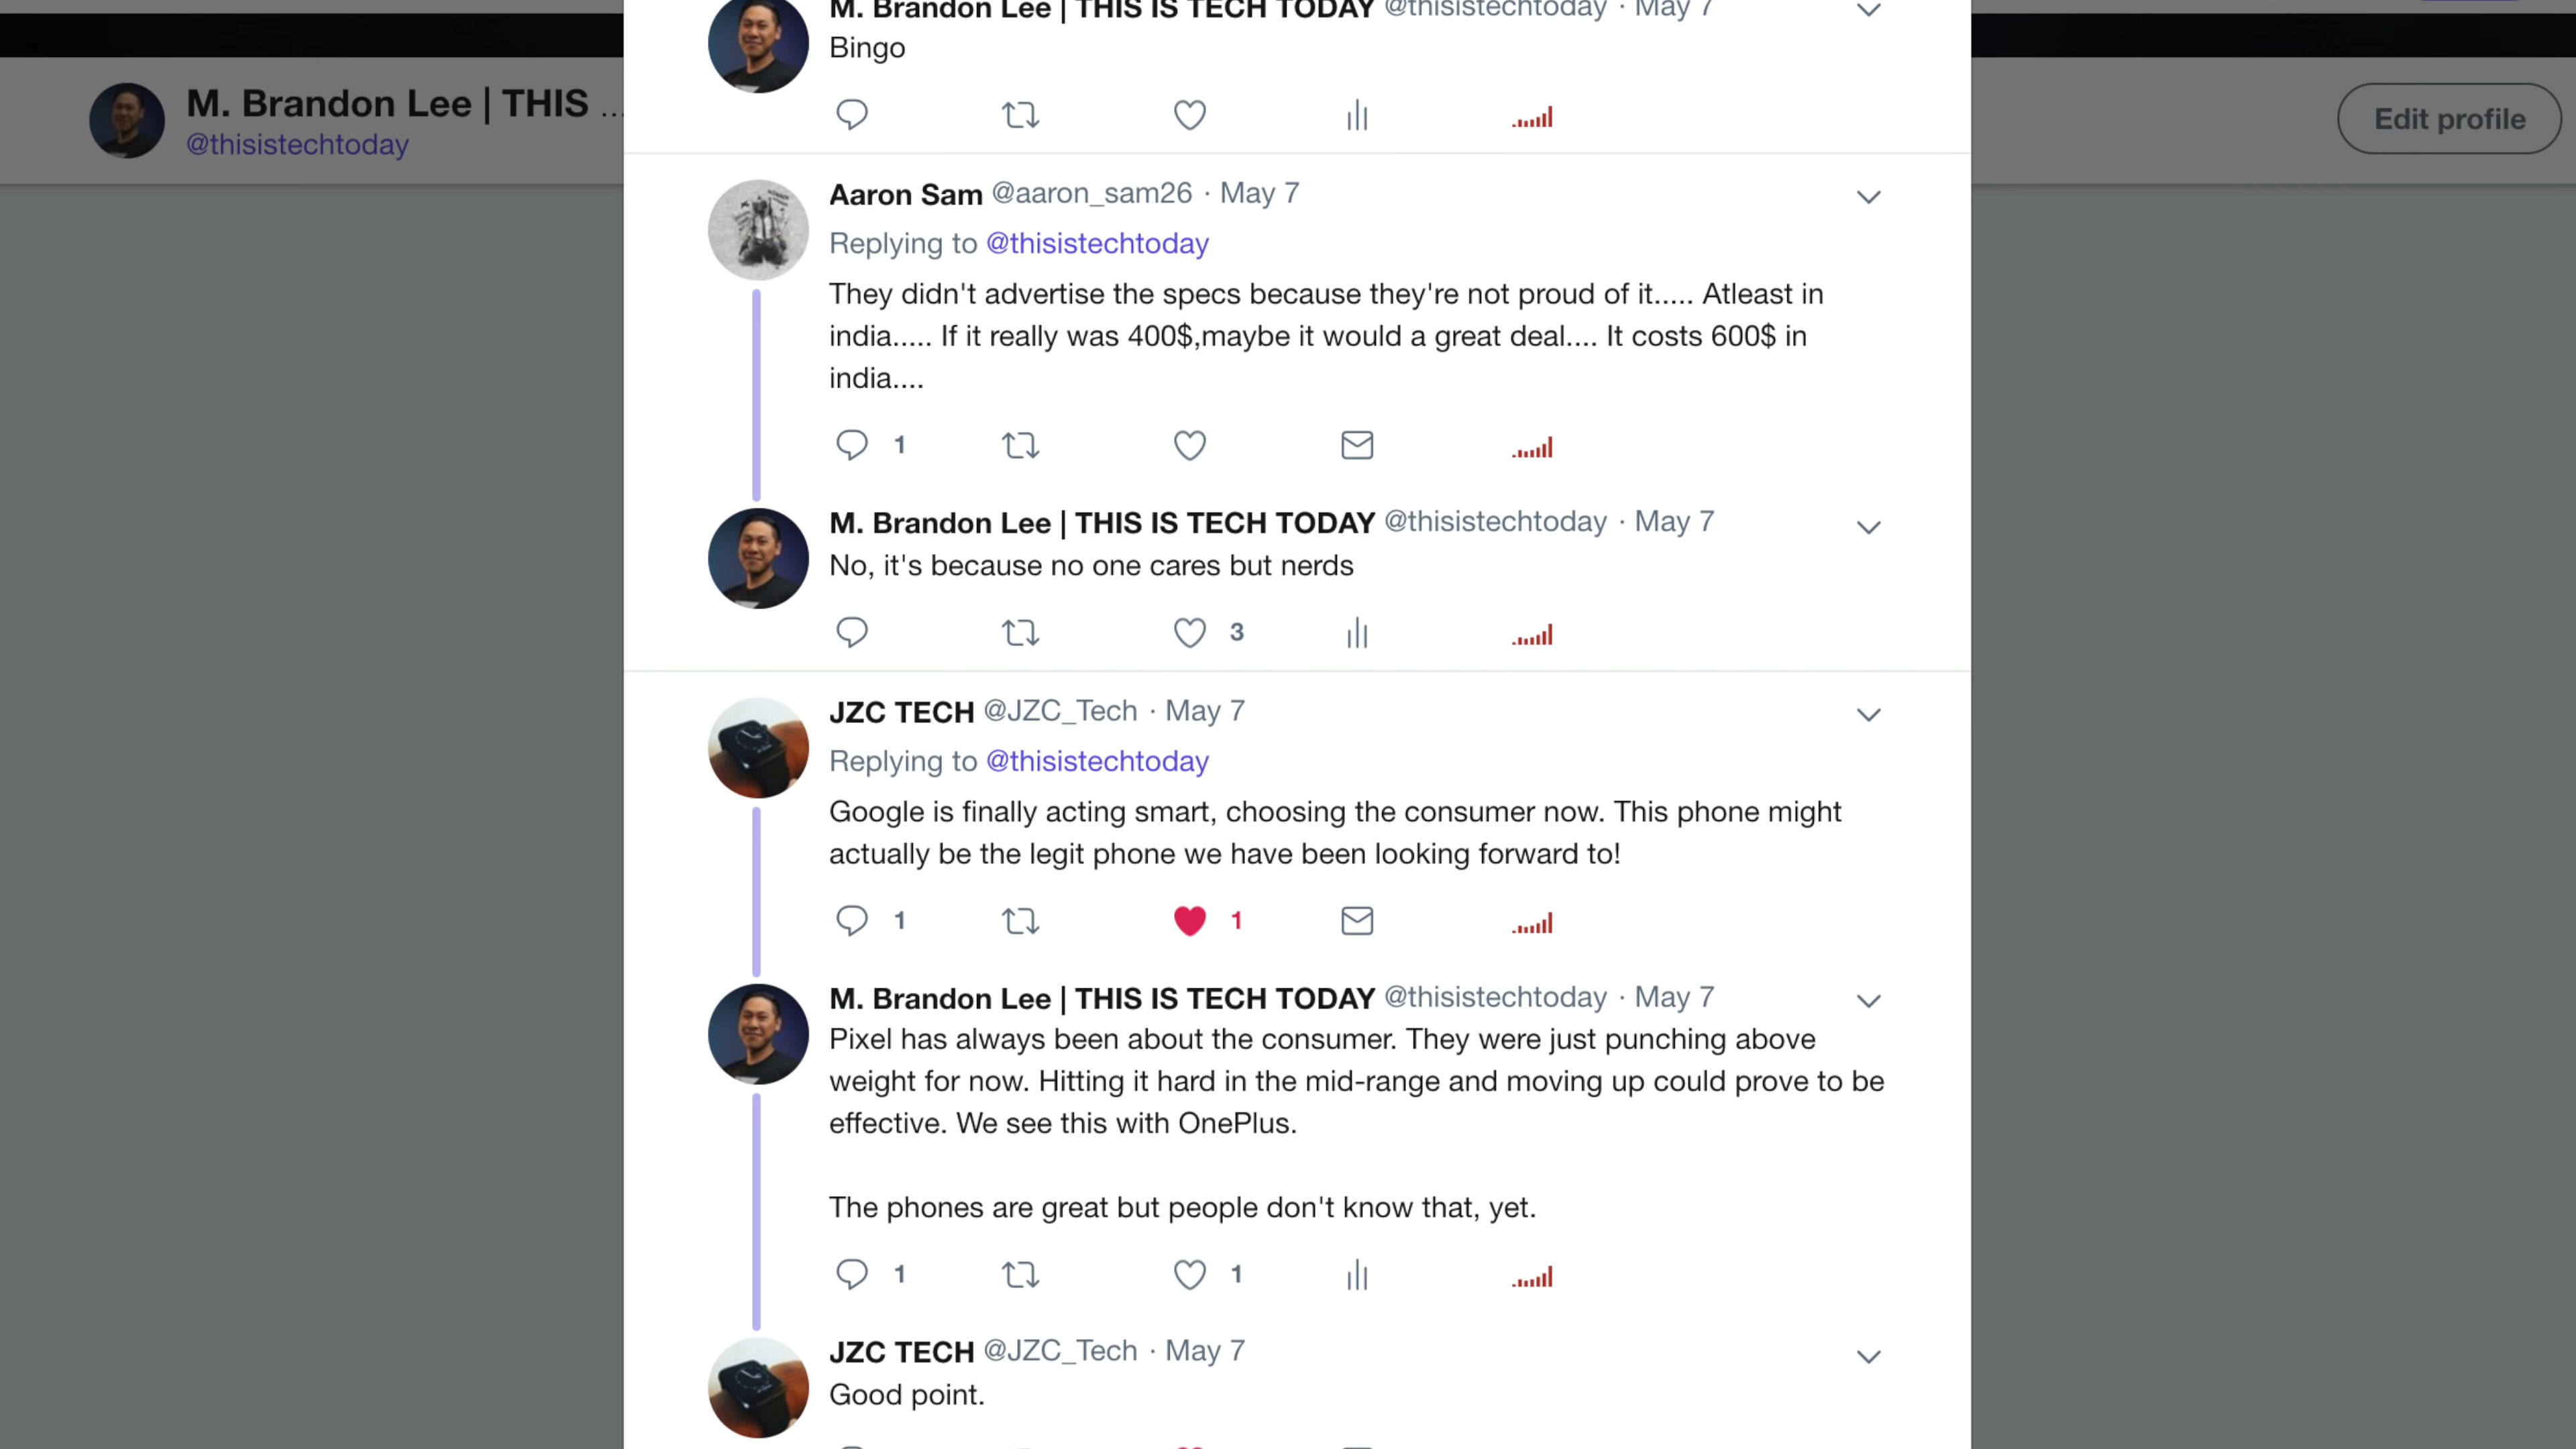 M. Brandon Lee | THIS IS TECH TODAY @thisistechtoday · May 7
Bingo
M. Brandon Lee | THIS ...
@thisistechtoday
Edit profile
Aaron Sam @aaron_sam26 · May 7
Replying to @thisistechtoday
They didn't advertise the specs because they're not proud of it..... Atleast in
india..... If it really was 400$,maybe it would a great deal.... It costs 600$ in
india....
1
M. Brandon Lee | THIS IS TECH TODAY @thisistechtoday · May 7
No, it's because no one cares but nerds
3
JZC TECH @JZC_Tech · May 7
Replying to @thisistechtoday
Google is finally acting smart, choosing the consumer now. This phone might
actually be the legit phone we have been looking forward to!
1 1
M. Brandon Lee | THIS IS TECH TODAY @thisistechtoday · May 7
Pixel has always been about the consumer. They were just punching above
weight for now. Hitting it hard in the mid-range and moving up could prove to be
effective. We see this with OnePlus.
The phones are great but people don't know that, yet.
1 1
JZC TECH @JZC_Tech · May 7
Good point.